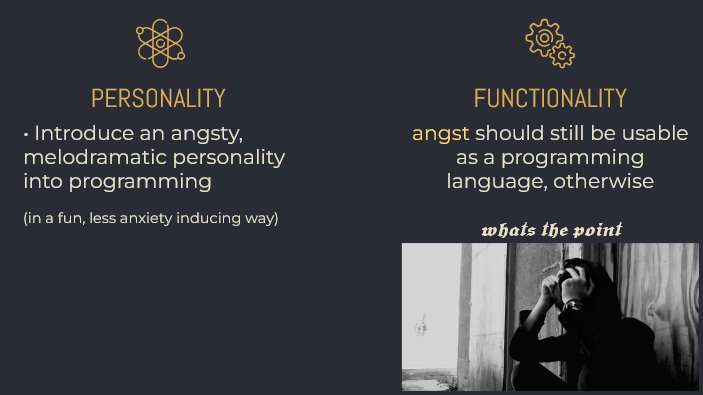 PERSONALITY
• Introduce an angsty,
melodramatic personality
into programming
(in a fun, less anxiety inducing way)
FUNCTIONALITY
angst should still be usable
as a programming
language, otherwise
whats the point